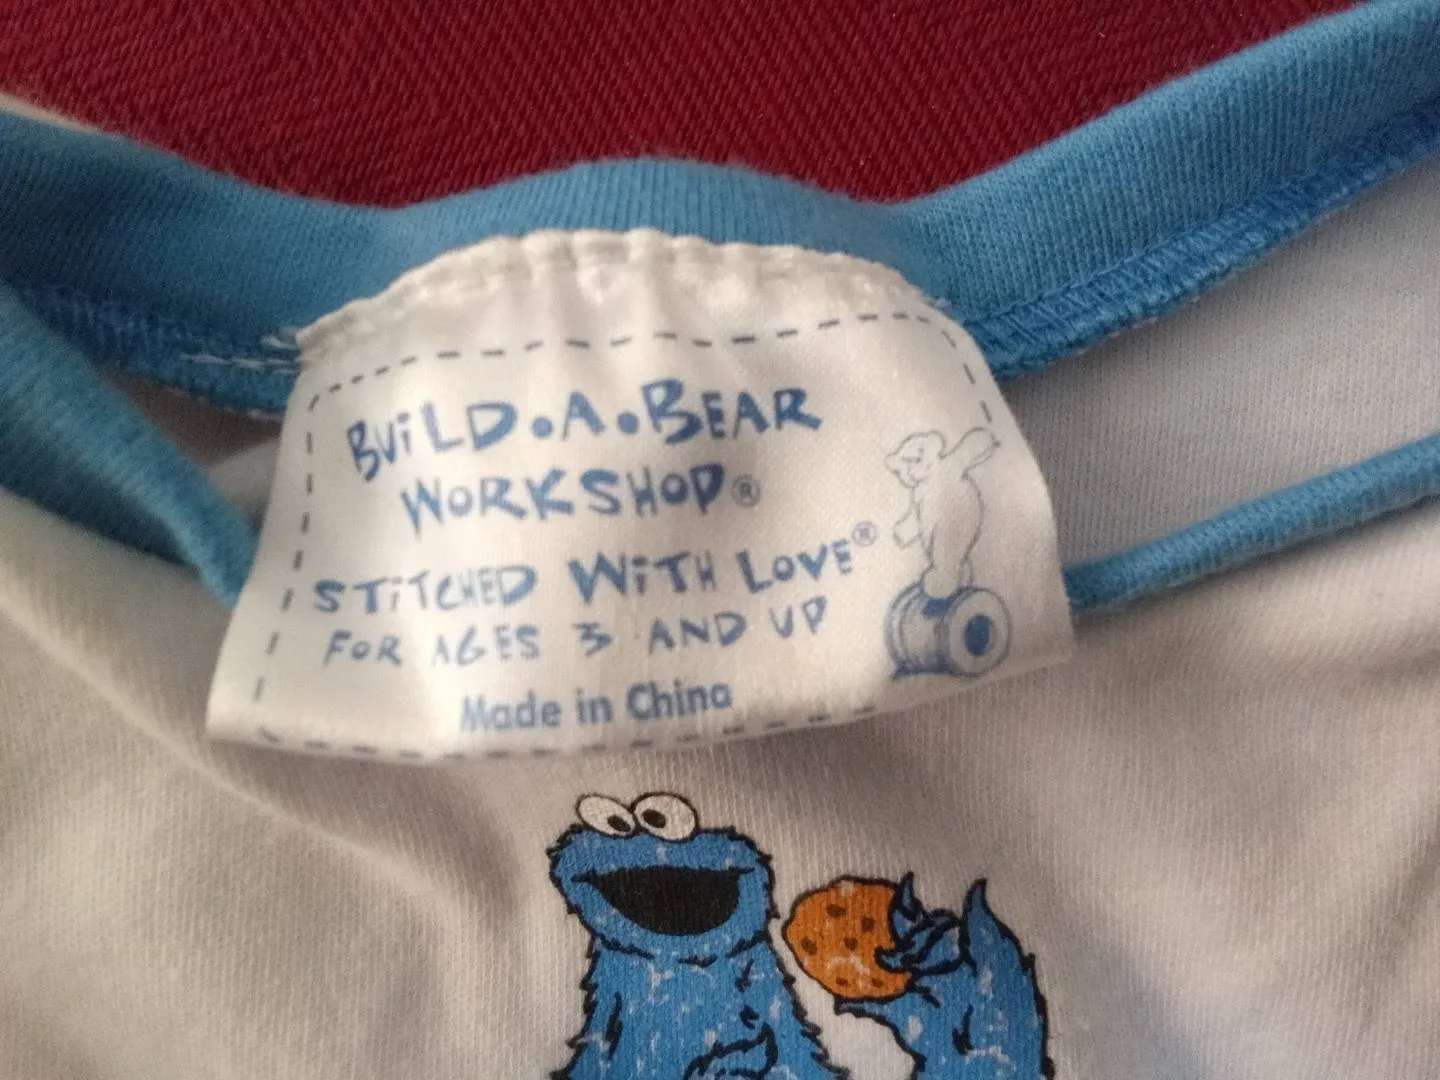 BUiLD•A•BEAR
WORKSHOP®
STiTCHED WiTH LOVE®
FOR AGES 3 AND UP
Made in China